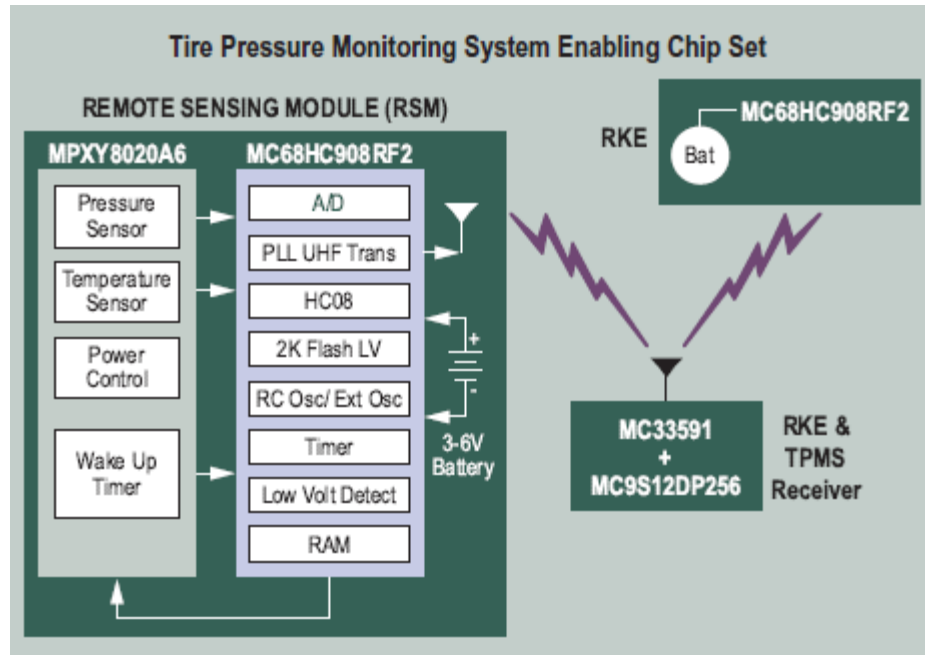 Tire Pressure Monitoring System Enabling Chip Set
REMOTE SENSING MODULE (RSM)
MPXY8020A6
Pressure
Sensor
Temperature
Sensor
Power
Control
Wake Up
Timer
MC68HC908RF2
A/D
PLL UHF Trans
HC08
2K Flash LV
RC Osc/ Ext Osc
Timer
Low Volt Detect
RAM
+
-
3-6V
Battery
RKE
Bat
MC68HC908RF2
MC33591
+
MC9S12DP256
RKE &
TPMS
Receiver